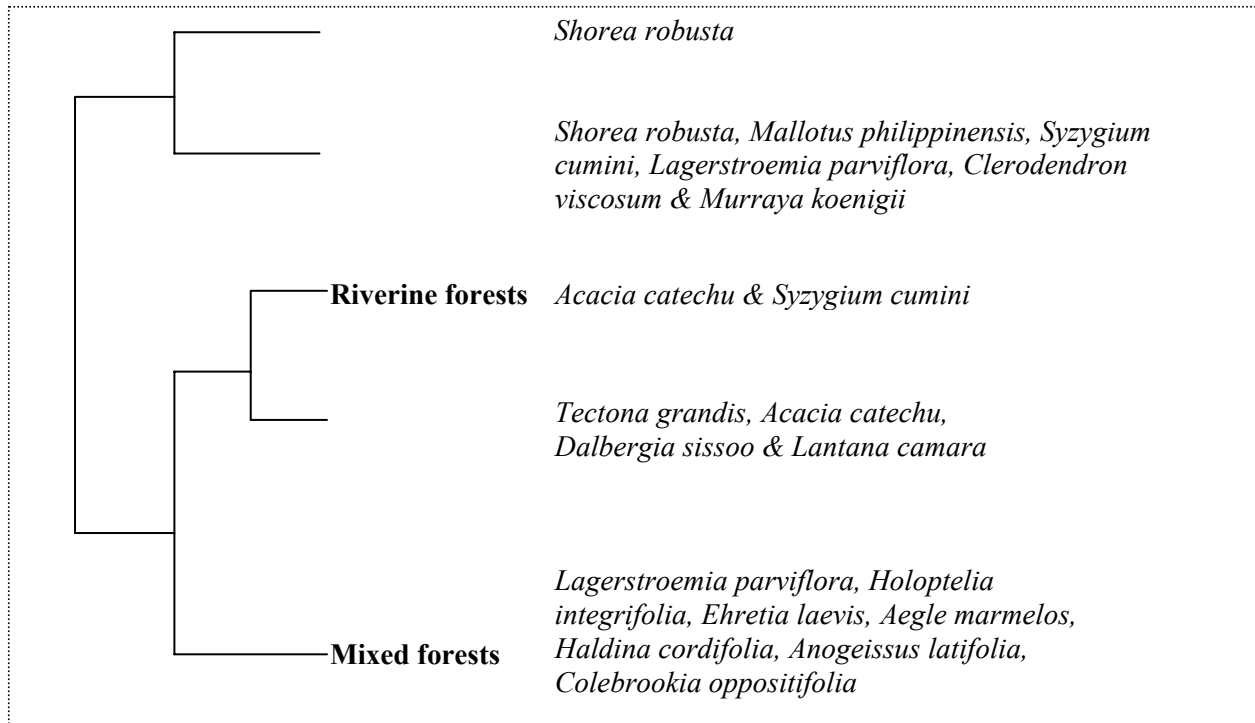 Shorea robusta
Shorea robusta, Mallotus philippinensis, Syzygium
cumini, Lagerstroemia parviflora, Clerodendron
viscosum & Murraya koenigii
Riverine forests Acacia catechu & Syzygium cumini
Tectona grandis, Acacia catechu,
Dalbergia sissoo & Lantana camara
Lagerstroemia parviflora, Holoptelia
integrifolia, Ehretia laevis, Aegle marmelos,
Mixed forests Haldina cordifolia, Anogeissus latifolia,
Colebrookia oppositifolia